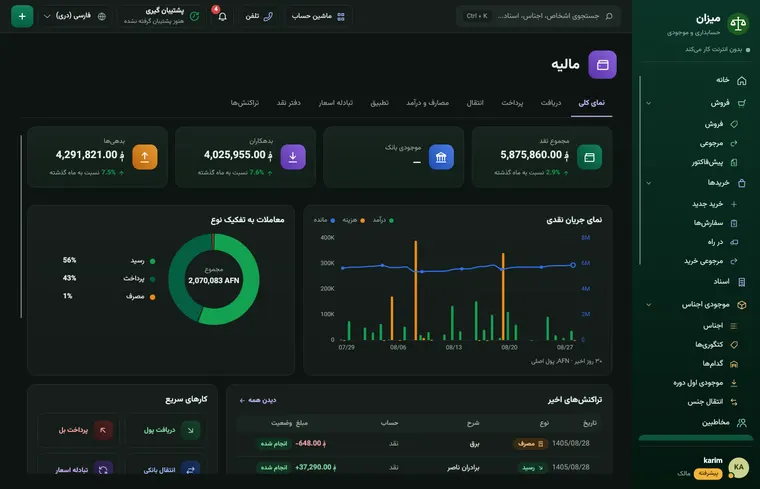 میزان
حسابداری و موجودی
بدون انترنت کار می‌کند
خانه
فروش
فروش
مرجوعی
پیش‌فاکتور
خریدها
خرید جدید
سفارش‌ها
در راه
مرجوعی خرید
اسناد
موجودی اجناس
اجناس
کتگوری‌ها
گدام‌ها
موجودی اول دوره
انتقال جنس
مخاطبین
karim
مالک پیشرفته
KA
جستجوی اشخاص، اجناس، اسناد... Ctrl + K
ماشین حساب
تلفن
4
پشتیبان گیری
هنوز پشتیبان گرفته نشده
فارسی (دری)
مالیه
نمای کلی دریافت پرداخت انتقال مصارف و درآمد تطبیق تبادله اسعار دفتر نقد تراکنش‌ها
مجموع نقد
؋ 5,875,860.00
2.9% نسبت به ماه گذشته
موجودی بانک
—
بدهکاران
؋ 4,025,955.00
7.6% نسبت به ماه گذشته
بدهی‌ها
؋ 4,291,821.00
7.3% نسبت به ماه گذشته
نمای جریان نقدی
درآمد هزینه مانده
400K 8M
300K 6M
200K 4M
100K 2M
0 0
07/29 08/06 08/13 08/20 08/27
۳۰ روز اخیر · AFN، پول اصلی
معاملات به تفکیک نوع
مجموع
2,070,083 AFN
رسید 56%
پرداخت 43%
مصرف 1%
تراکنش‌های اخیر
دیدن همه ←
تاریخ نوع شرح حساب مبلغ وضعیت
1405/08/28 مصرف برق نقد ؋ 648.00- انجام شده
1405/08/28 رسید برادران ناصر نقد ؋ 37,290.00+ انجام شده
کارهای سریع
دریافت پول
پرداخت بل
انتقال بانکی
تبادله اسعار